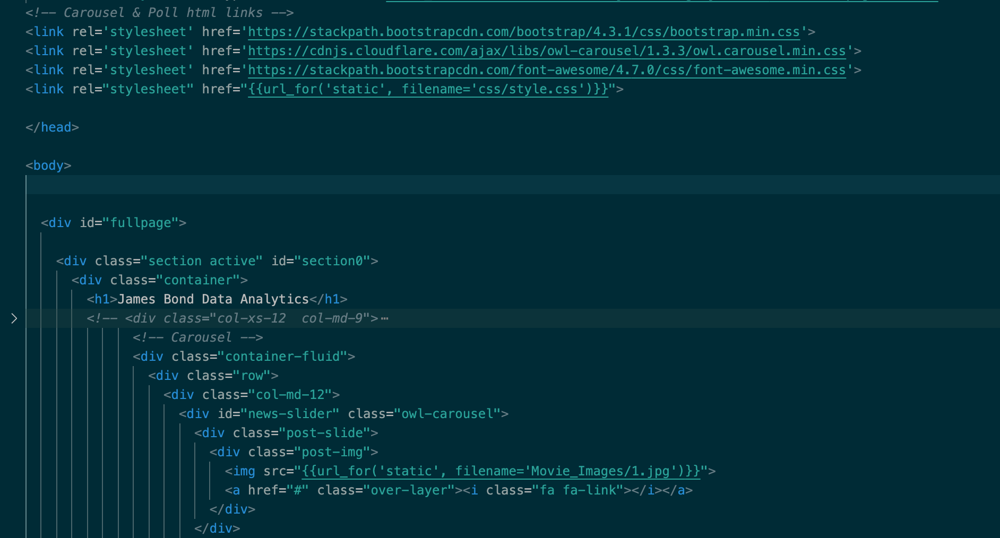 <!-- Carousel & Poll html links -->
<link rel='stylesheet' href='https://stackpath.bootstrapcdn.com/bootstrap/4.3.1/css/bootstrap.min.css'>
<link rel='stylesheet' href='https://cdnjs.cloudflare.com/ajax/libs/owl-carousel/1.3.3/owl.carousel.min.css'>
<link rel='stylesheet' href='https://stackpath.bootstrapcdn.com/font-awesome/4.7.0/css/font-awesome.min.css'>
<link rel="stylesheet" href="{{url_for('static', filename='css/style.css')}}">
</head>
<body>
<div id="fullpage">
<div class="section active" id="section0">
<div class="container">
<h1>James Bond Data Analytics</h1>
<!-- <div class="col-xs-12  col-md-9">⋯
<!-- Carousel -->
<div class="container-fluid">
<div class="row">
<div class="col-md-12">
<div id="news-slider" class="owl-carousel">
<div class="post-slide">
<div class="post-img">
<img src="{{url_for('static', filename='Movie_Images/1.jpg')}}">
<a href="#" class="over-layer"><i class="fa fa-link"></i></a>
</div>
</div>